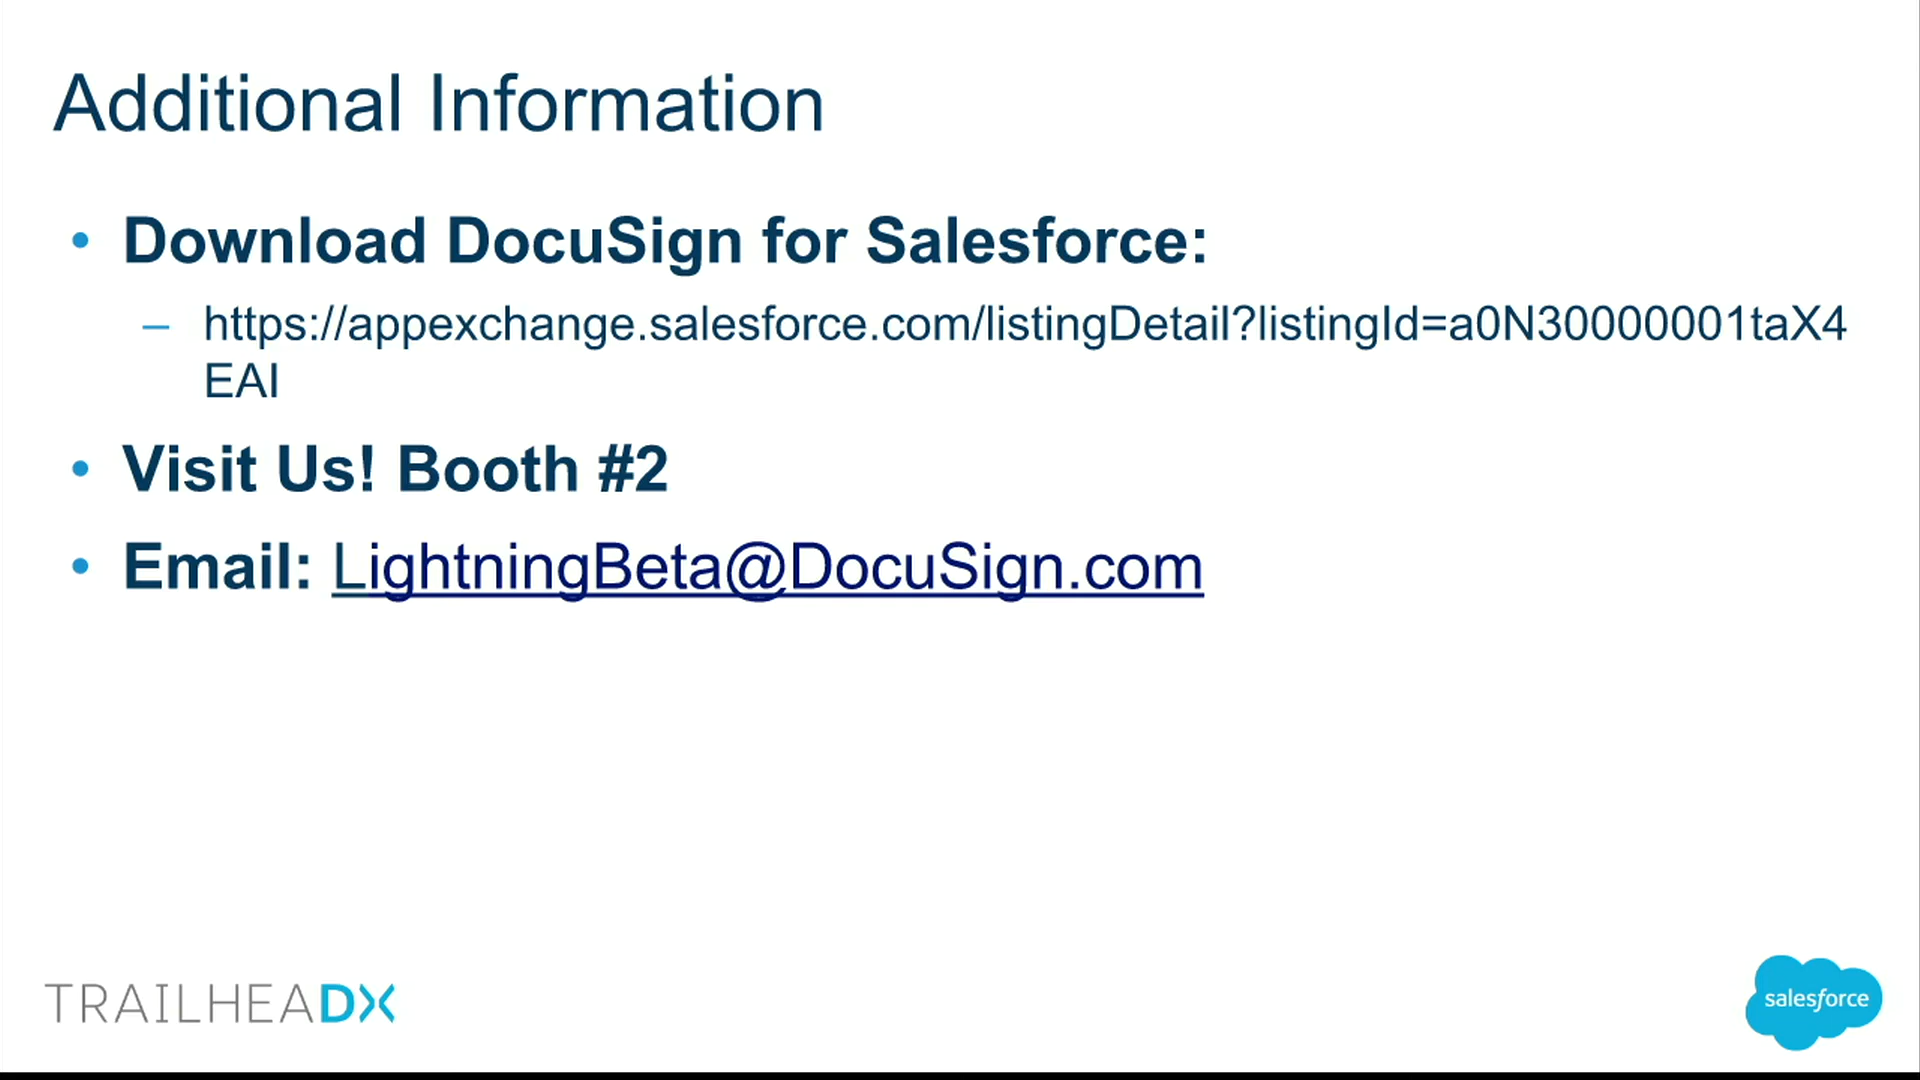 Additional Information
• Download DocuSign for Salesforce:
– https://appexchange.salesforce.com/listingDetail?listingId=a0N30000001taX4
EAI
• Visit Us! Booth #2
• Email: LightningBeta@DocuSign.com
TRAILHEADX
salesforce